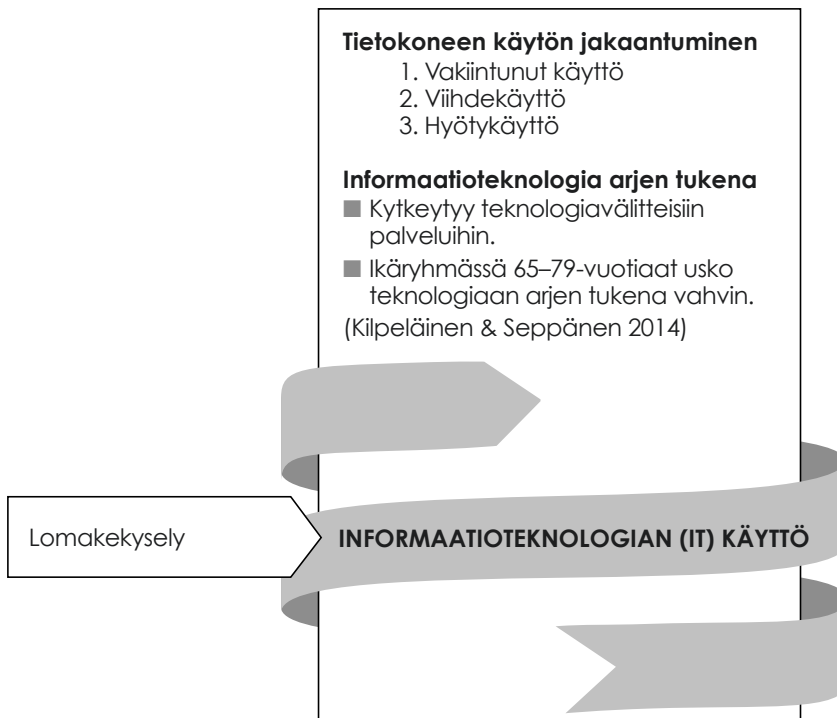 Tietokoneen käytön jakaantuminen
1. Vakiintunut käyttö
2. Viihdekäyttö
3. Hyötykäyttö
Informaatioteknologia arjen tukena
■ Kytkeytyy teknologiavälitteisiin
palveluihin.
■ Ikäryhmässä 65–79-vuotiaat usko
teknologiaan arjen tukena vahvin.
(Kilpeläinen & Seppänen 2014)
Lomakekysely
INFORMAATIOTEKNOLOGIAN (IT) KÄYTTÖ